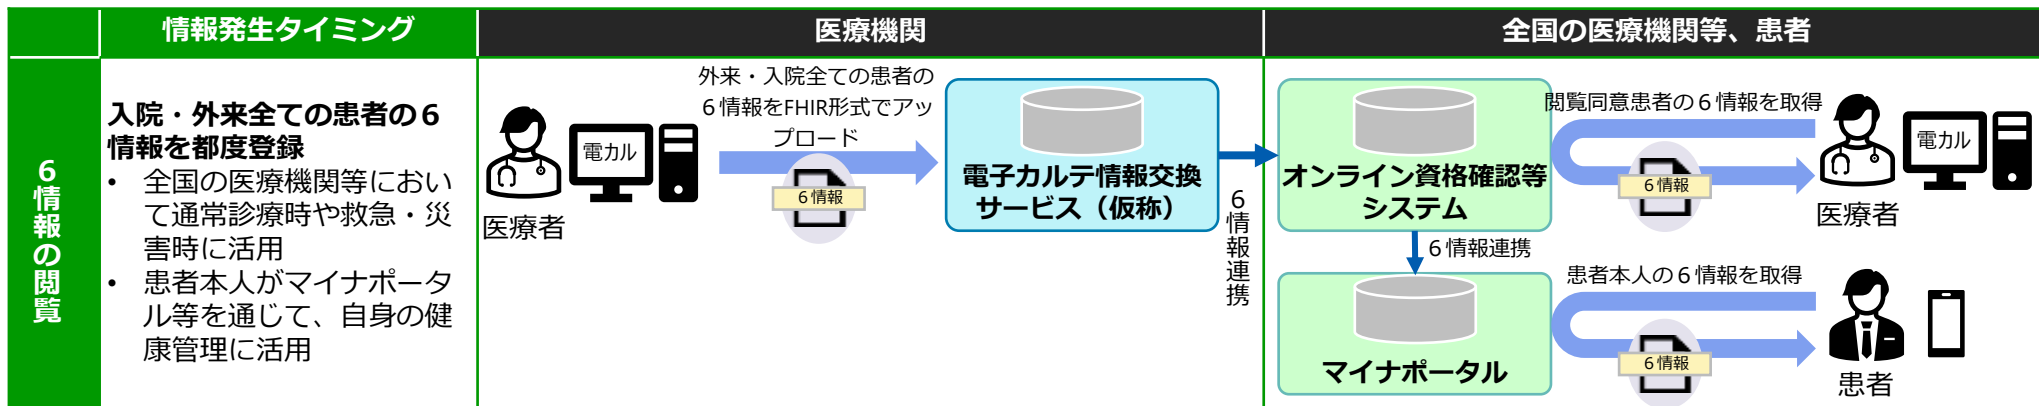 情報発生タイミング
医療機関
全国の医療機関等、患者
6情報の閲覧
入院・外来全ての患者の6
情報を都度登録
• 全国の医療機関等におい
て通常診療時や救急・災
害時に活用
• 患者本人がマイナポータ
ル等を通じて、自身の健
康管理に活用
電カル
医療者
外来・入院全ての患者の
6情報をFHIR形式でアッ
プロード
6情報
電子カルテ情報交換
サービス（仮称）
6情報連携
オンライン資格確認等
システム
6情報連携
マイナポータル
閲覧同意患者の6情報を取得
6情報
電カル
医療者
患者本人の6情報を取得
6情報
患者